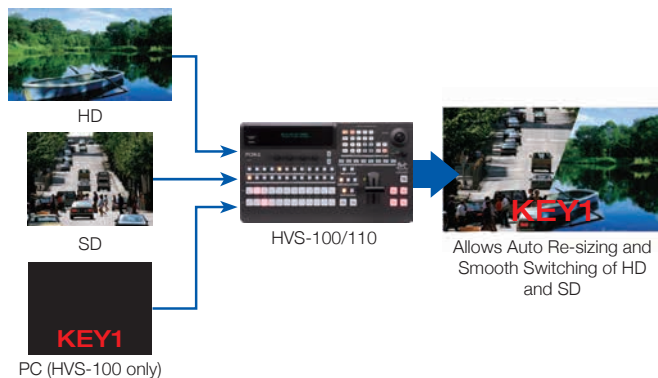 HD
SD
KEY1
PC (HVS-100 only)
FOR.A
HVS-100/110
KEY1
Allows Auto Re-sizing and
Smooth Switching of HD
and SD